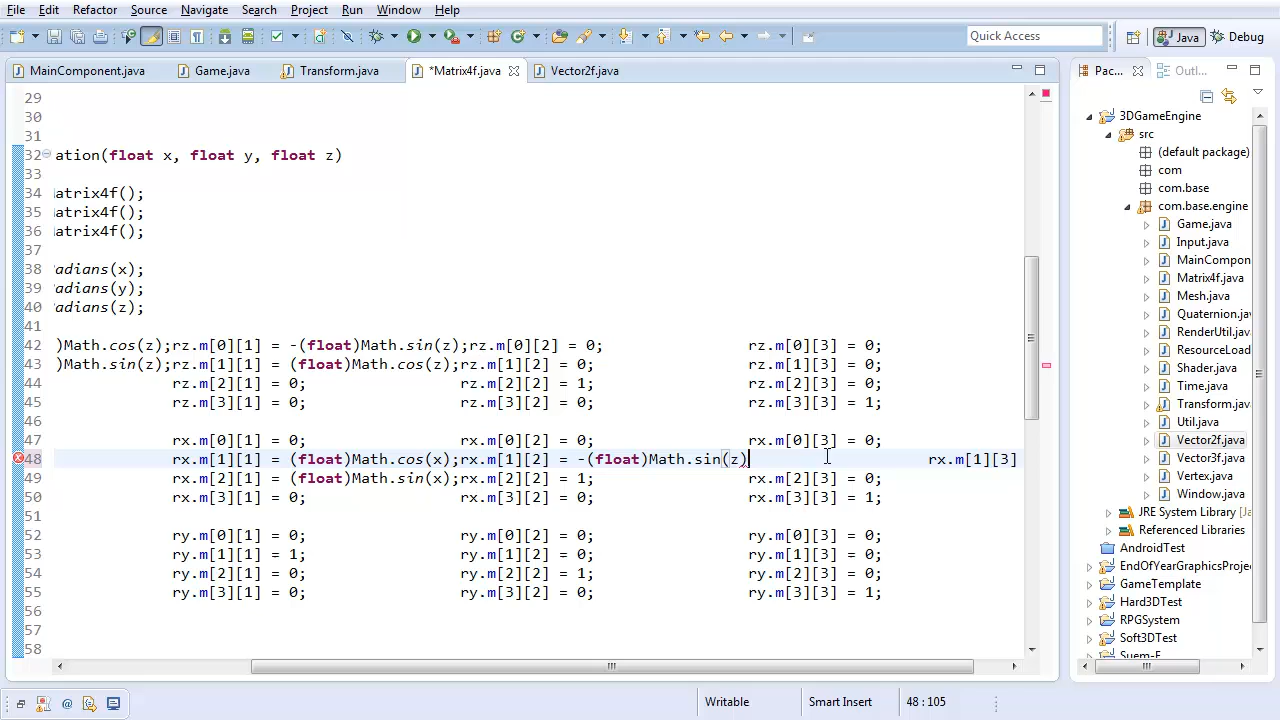 File Edit Refactor Source Navigate Search Project Run Window Help
Quick Access Java Debug
MainComponent.java Game.java Transform.java *Matrix4f.java Vector2f.java
Pac... Outl...
29
30
31
32 ation(float x, float y, float z)
33
34 atrix4f();
35 atrix4f();
36 atrix4f();
37
38 adians(x);
39 adians(y);
40 adians(z);
41
42 )Math.cos(z);rz.m[0][1] = -(float)Math.sin(z);rz.m[0][2] = 0; rz.m[0][3] = 0;
43 )Math.sin(z);rz.m[1][1] = (float)Math.cos(z);rz.m[1][2] = 0; rz.m[1][3] = 0;
44 rz.m[2][1] = 0; rz.m[2][2] = 1; rz.m[2][3] = 0;
45 rz.m[3][1] = 0; rz.m[3][2] = 0; rz.m[3][3] = 1;
46
47 rx.m[0][1] = 0; rx.m[0][2] = 0; rx.m[0][3] = 0;
48 rx.m[1][1] = (float)Math.cos(x);rx.m[1][2] = -(float)Math.sin(z) rx.m[1][3]
49 rx.m[2][1] = (float)Math.sin(x);rx.m[2][2] = 1; rx.m[2][3] = 0;
50 rx.m[3][1] = 0; rx.m[3][2] = 0; rx.m[3][3] = 1;
51
52 ry.m[0][1] = 0; ry.m[0][2] = 0; ry.m[0][3] = 0;
53 ry.m[1][1] = 1; ry.m[1][2] = 0; ry.m[1][3] = 0;
54 ry.m[2][1] = 0; ry.m[2][2] = 1; ry.m[2][3] = 0;
55 ry.m[3][1] = 0; ry.m[3][2] = 0; ry.m[3][3] = 1;
56
57
58
3DGameEngine
src
(default package)
com
com.base
com.base.engine
Game.java
Input.java
MainCompon
Matrix4f.java
Mesh.java
Quaternion.jav
RenderUtil.java
ResourceLoad
Shader.java
Time.java
Transform.java
Util.java
Vector2f.java
Vector3f.java
Vertex.java
Window.java
JRE System Library [Ja
Referenced Libraries
AndroidTest
EndOfYearGraphicsProje
GameTemplate
Hard3DTest
RPGSystem
Soft3DTest
Writable Smart Insert 48 : 105